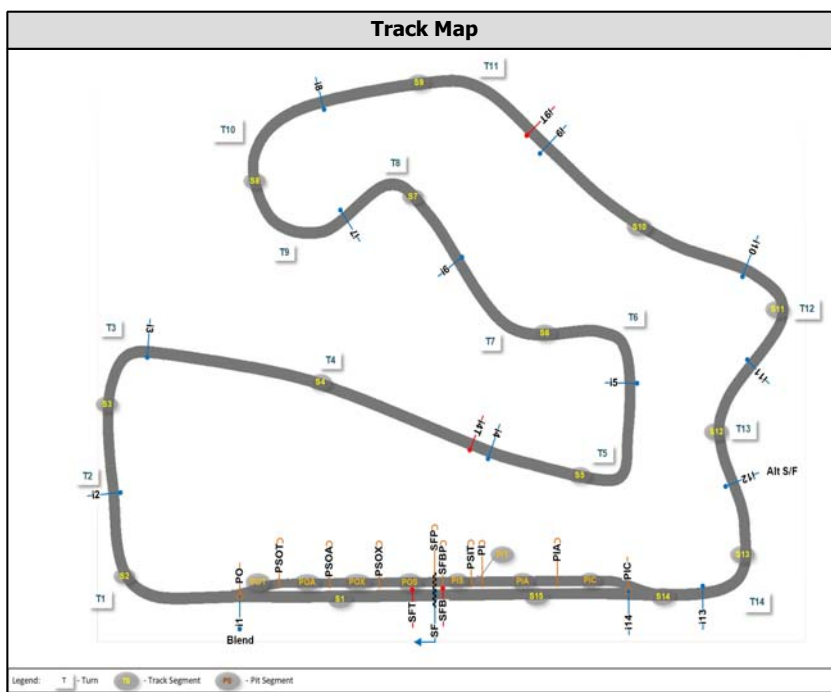 Track Map
T11
S9
-i8
-i9T
-i9
T10
T8
S8
S7
S10
-i7
T9
-i10
-i6
S11
T12
T6
T3
-i3
T7
S6
T4
-i11
S4
-i5
S3
S12
T13
-i4T
-i4
T5
S5
-i12
Alt S/F
T2
-i2
PO
PSOT
PSOA
PSOX
SFP
SFBP
PSIT
PI
PIA
PIC
S13
S2
POT
POA
POX
POS
PIS
PIA
PIC
T1
S1
S15
S14
T14
-i1
SFT
SF
SFB
-i14
-i13
Blend
Legend:
T
- Turn
TS
- Track Segment
PS
- Pit Segment